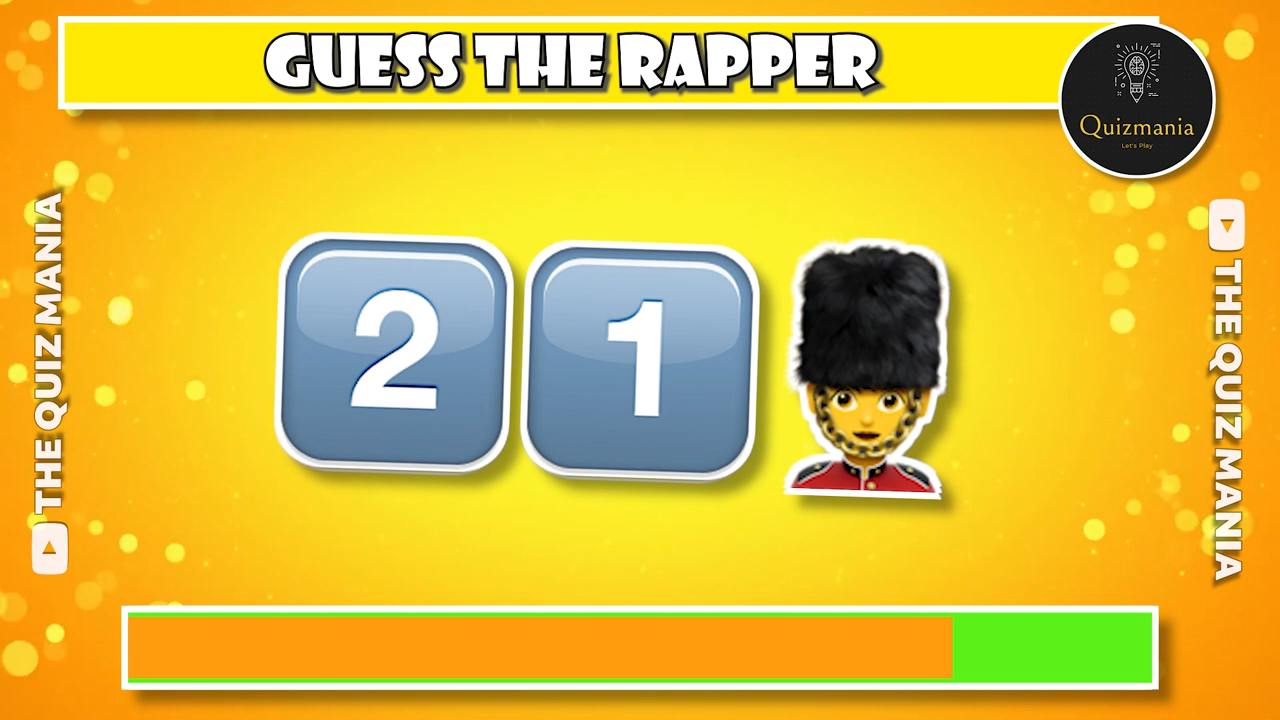 GUESS THE RAPPER
Quizmania
Let's Play
THE QUIZ MANIA
2 1
THE QUIZ MANIA